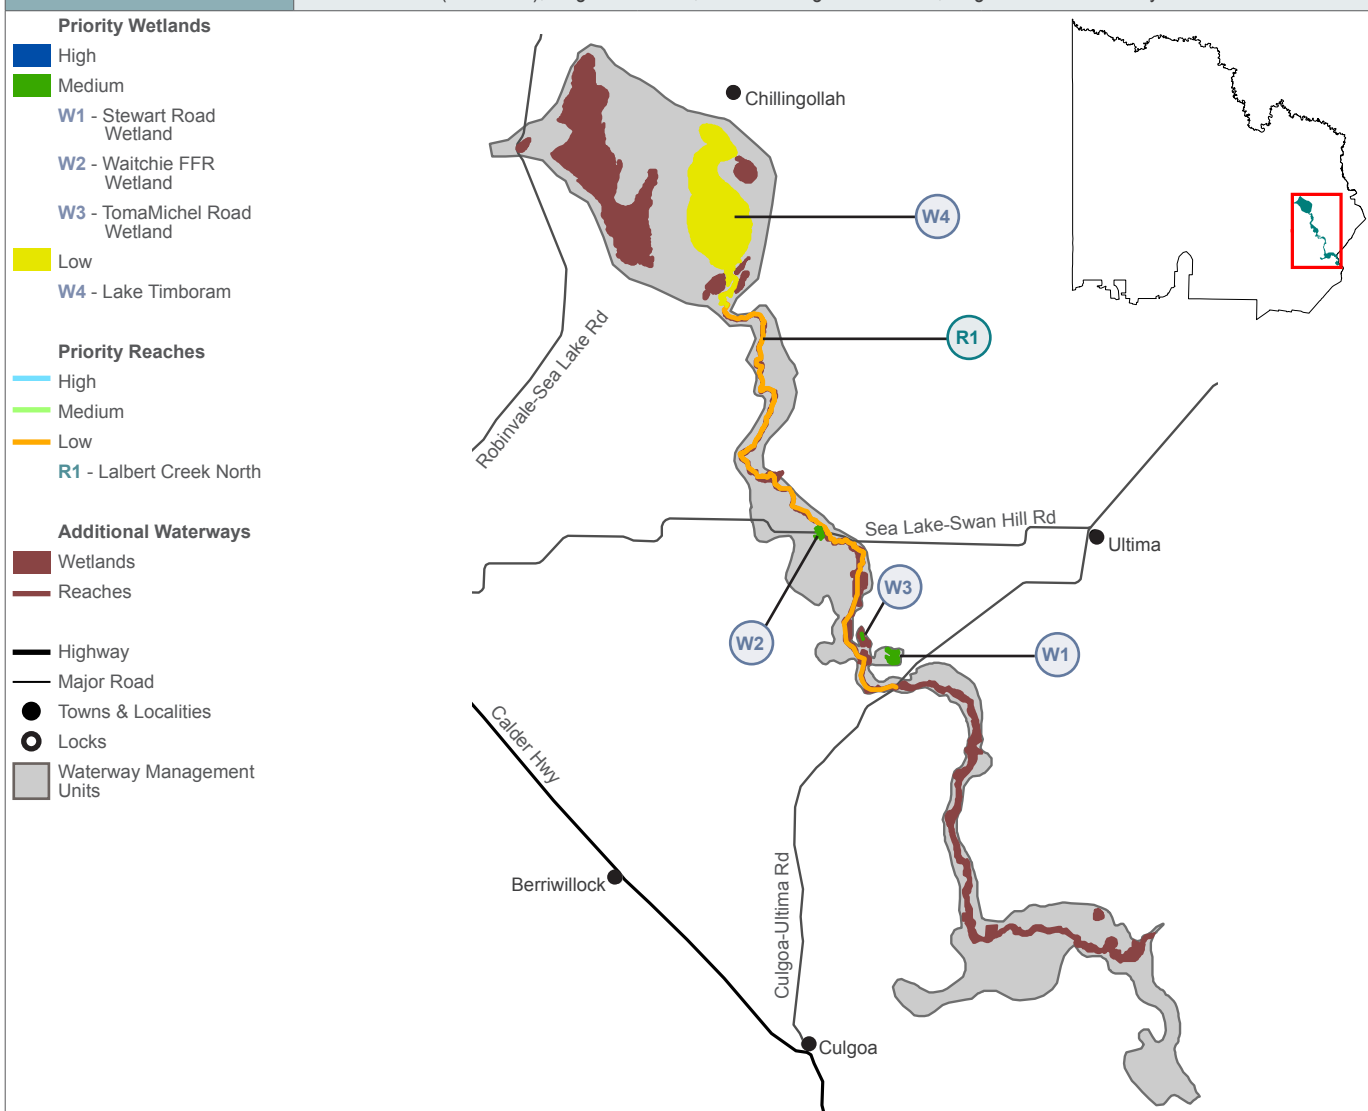 Priority Wetlands
High
Medium
W1 - Stewart Road
Wetland
W2 - Waitchie FFR
Wetland
W3 - TomaMichel Road
Wetland
Low
W4 - Lake Timboram
Priority Reaches
High
Medium
Low
R1 - Lalbert Creek North
Additional Waterways
Wetlands
Reaches
Highway
Major Road
Towns & Localities
Locks
Waterway Management
Units
Chillingollah
W4
R1
Robinvale-Sea Lake Rd
Sea Lake-Swan Hill Rd
Ultima
W3
W2
W1
Calder Hwy
Berriwillock
Culgoa-Ultima Rd
Culgoa